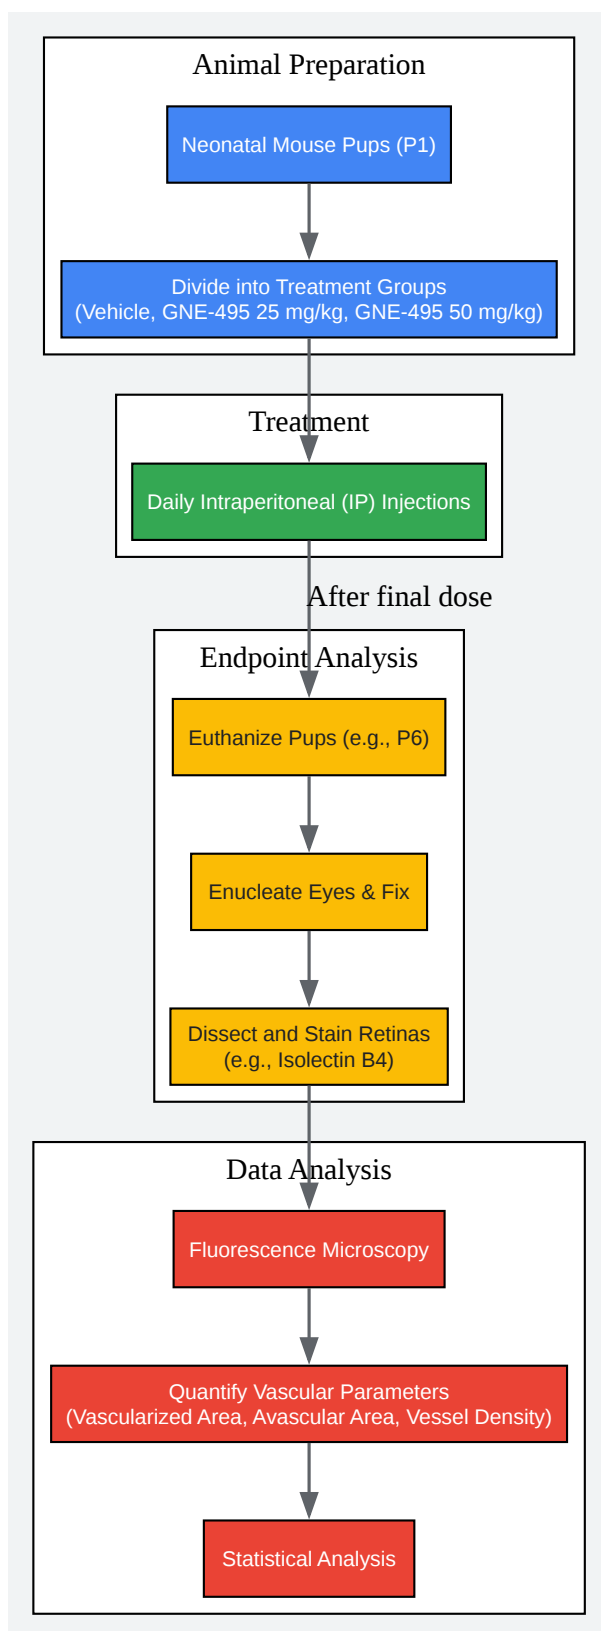 Animal Preparation
Neonatal Mouse Pups (P1)
Divide into Treatment Groups
(Vehicle, GNE-495 25 mg/kg, GNE-495 50 mg/kg)
Treatment
Daily Intraperitoneal (IP) Injections
After final dose
Endpoint Analysis
Euthanize Pups (e.g., P6)
Enucleate Eyes & Fix
Dissect and Stain Retinas
(e.g., Isolectin B4)
Data Analysis
Fluorescence Microscopy
Quantify Vascular Parameters
(Vascularized Area, Avascular Area, Vessel Density)
Statistical Analysis